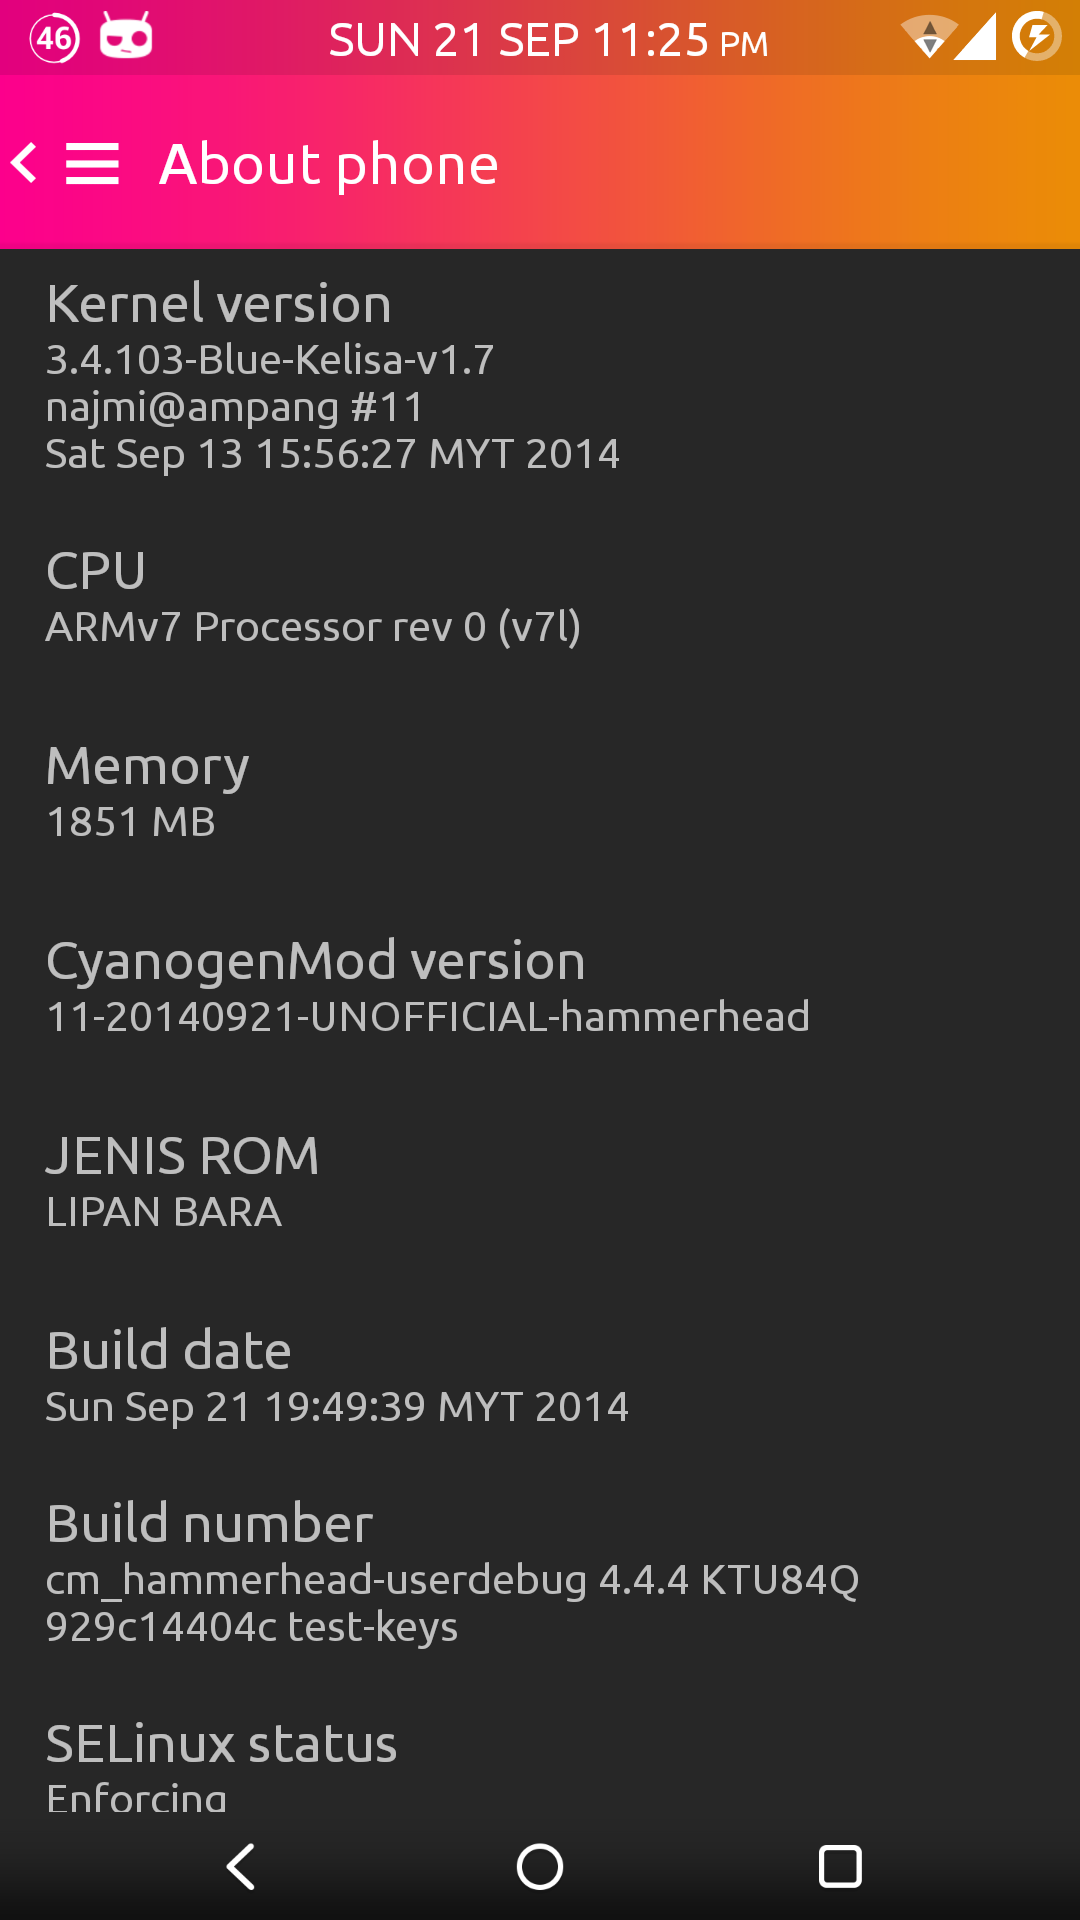 46
SUN 21 SEP 11:25 PM
About phone
Kernel version
3.4.103-Blue-Kelisa-v1.7
najmi@ampang #11
Sat Sep 13 15:56:27 MYT 2014
CPU
ARMv7 Processor rev 0 (v7l)
Memory
1851 MB
CyanogenMod version
11-20140921-UNOFFICIAL-hammerhead
JENIS ROM
LIPAN BARA
Build date
Sun Sep 21 19:49:39 MYT 2014
Build number
cm_hammerhead-userdebug 4.4.4 KTU84Q
929c14404c test-keys
SELinux status
Enforcing